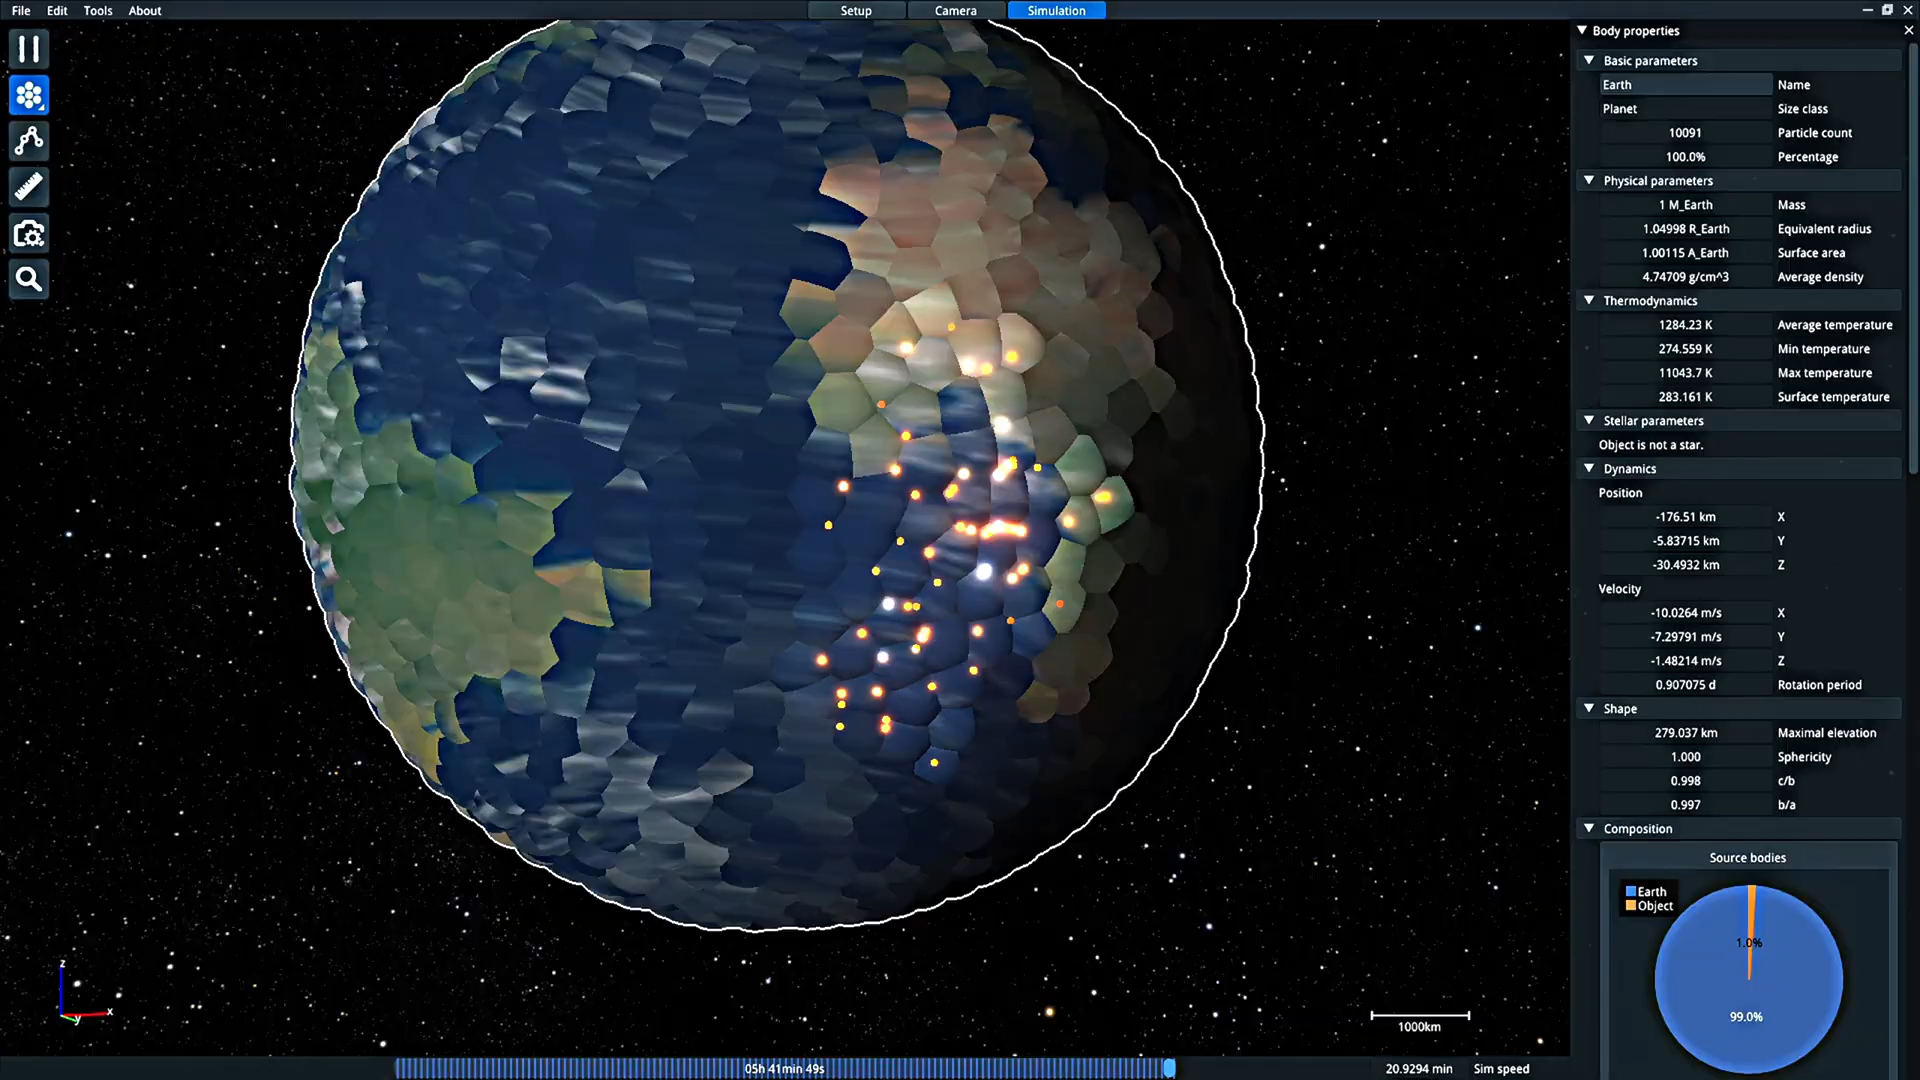 File Edit Tools About
Setup Camera Simulation
Body properties
Basic parameters
Earth Name
Planet Size class
10091 Particle count
100.0% Percentage
Physical parameters
1 M_Earth Mass
1.04998 R_Earth Equivalent radius
1.00115 A_Earth Surface area
4.74709 g/cm^3 Average density
Thermodynamics
1284.23 K Average temperature
274.559 K Min temperature
11043.7 K Max temperature
283.161 K Surface temperature
Stellar parameters
Object is not a star.
Dynamics
Position
-176.51 km X
-5.83715 km Y
-30.4932 km Z
Velocity
-10.0264 m/s X
-7.29791 m/s Y
-1.48214 m/s Z
0.907075 d Rotation period
Shape
279.037 km Maximal elevation
1.000 Sphericity
0.998 c/b
0.997 b/a
Composition
Source bodies
Earth
Object
1.0%
99.0%
z
x
y
1000km
05h 41min 49s
20.9294 min Sim speed